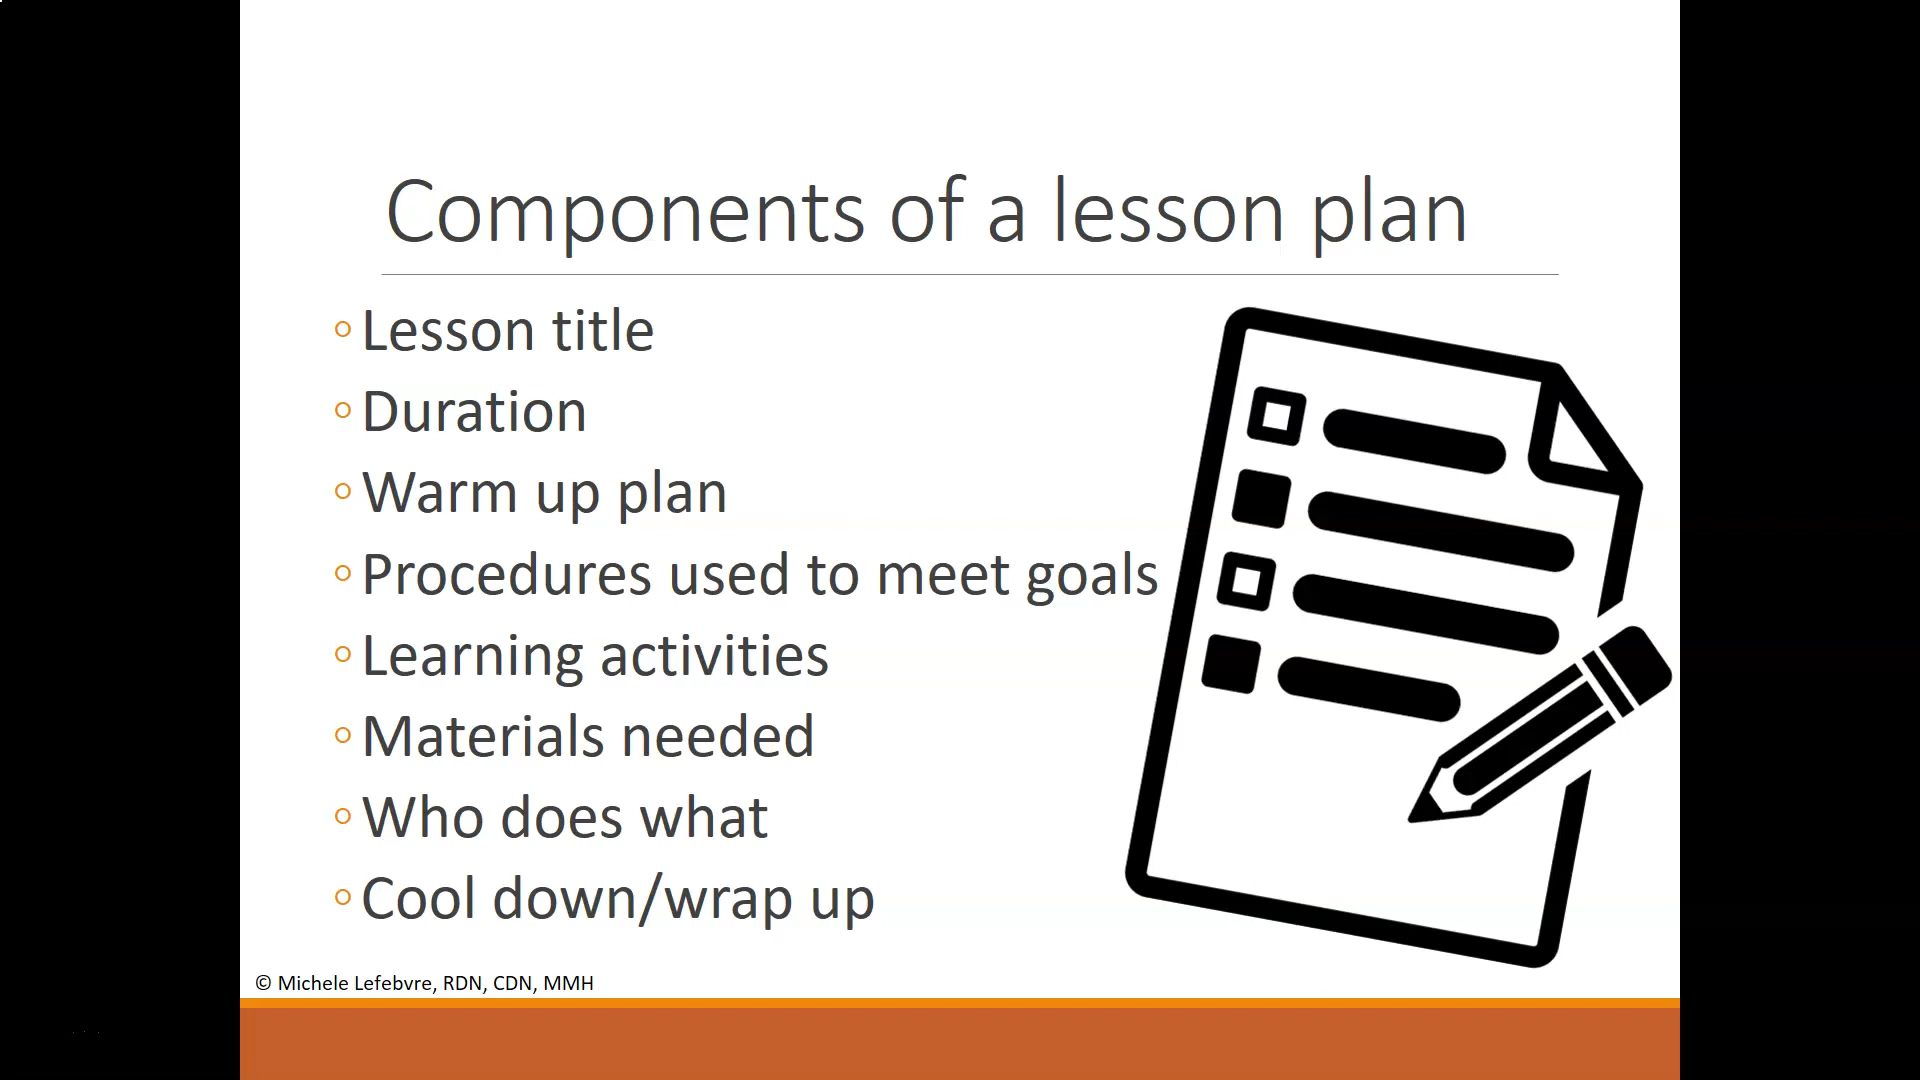 Components of a lesson plan
Lesson title
Duration
Warm up plan
Procedures used to meet goals
Learning activities
Materials needed
Who does what
Cool down/wrap up
© Michele Lefebvre, RDN, CDN, MMH